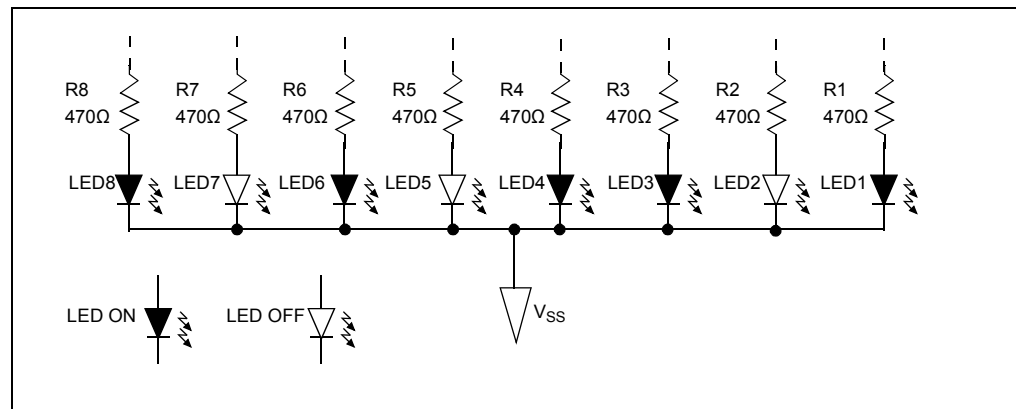 R8 R7 R6 R5 R4 R3 R2 R1
470Ω 470Ω 470Ω 470Ω 470Ω 470Ω 470Ω 470Ω
LED8 LED7 LED6 LED5 LED4 LED3 LED2 LED1
LED ON LED OFF VSS